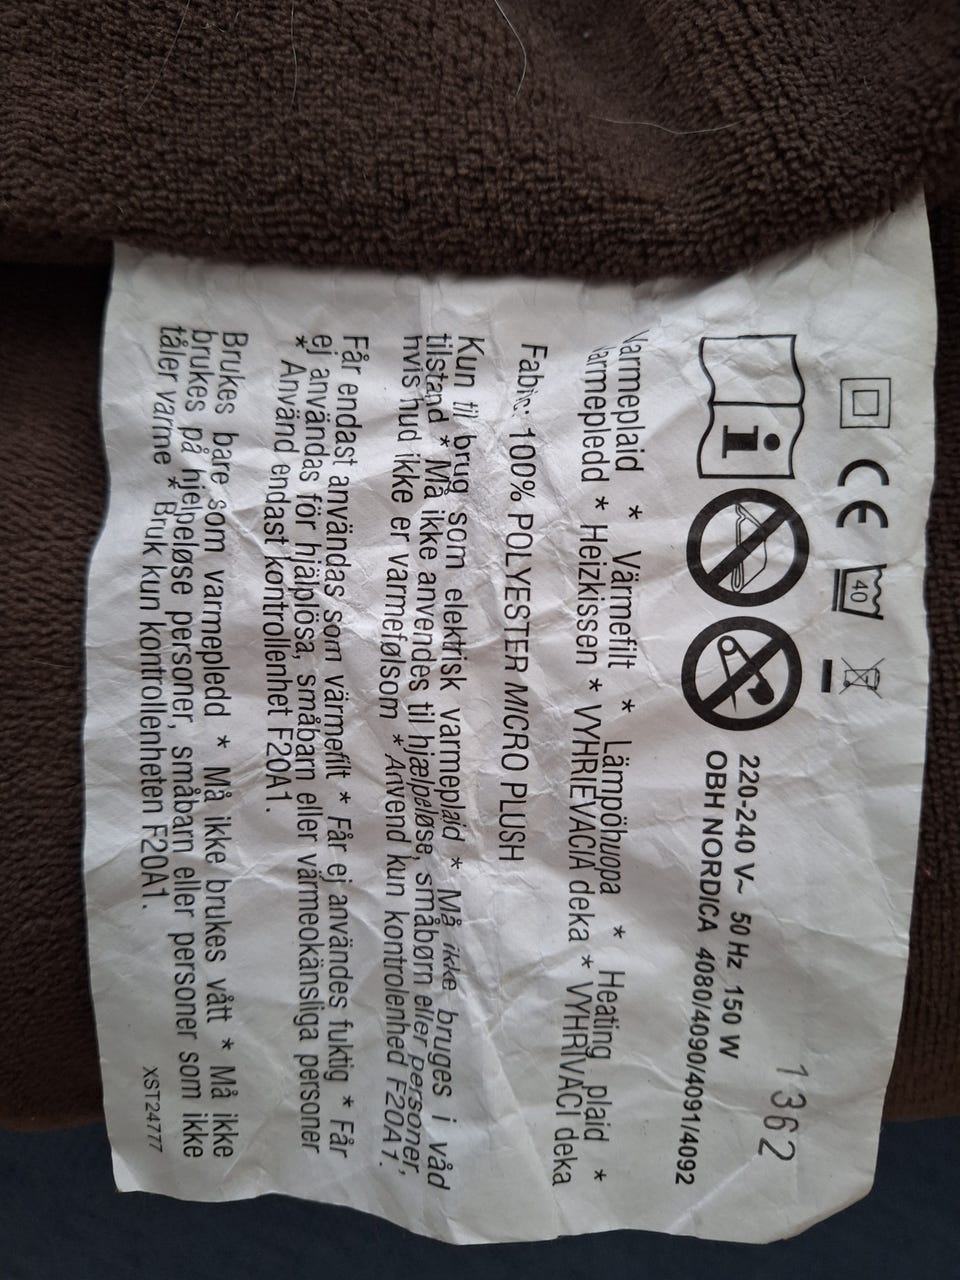 1362
40
220-240 V~ 50 Hz 150 W
OBH NORDICA 4080/4090/4091/4092
Varmeplaid * Värmefilt * Lämpöhuopa * Heating plaid *
Varmepledd * Heizkissen * VYHRIEVACIA deka * VYHRÍVACÍ deka
Fabric: 100% POLYESTER MICRO PLUSH
Kun til brug som elektrisk varmeplaid * Må ikke bruges i våd
tilstand * Må ikke anvendes til hjælpeløse, småbørn eller personer,
hvis hud ikke er varmefølsom * Anvend kun kontrolenhed F20A1.
Får endast användas som värmefilt * Får ej användes fuktig * Får
ej användas för hjälplösa, småbarn eller värmeokänsliga personer
* Använd endast kontrollenhet F20A1.
Brukes bare som varmepledd * Må ikke brukes vått * Må ikke
brukes på hjelpeløse personer, småbarn eller personer som ikke
tåler varme * Bruk kun kontrollenheten F20A1.
XST24777